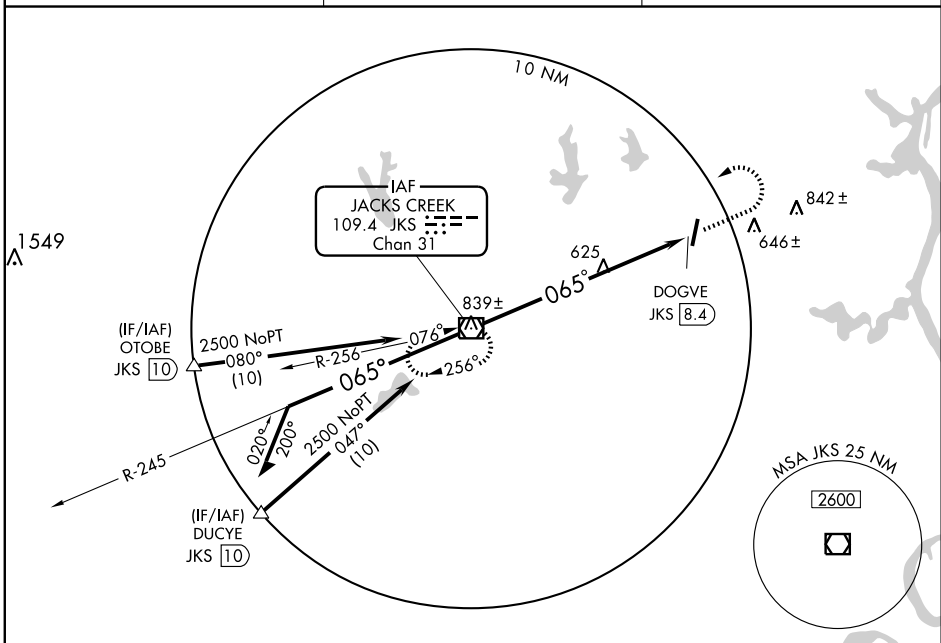 10 NM
IAF
JACKS CREEK
109.4 JKS
Chan 31
842±
646±
1549
625
DOGVE
JKS 8.4
839±
065°
(IF/IAF)
OTOBE
JKS 10
2500 NoPT
080°
(10)
R-256
076°
256°
065°
020°
200°
2500 NoPT
047°
(10)
R-245
(IF/IAF)
DUCYE
JKS 10
MSA JKS 25 NM
2600